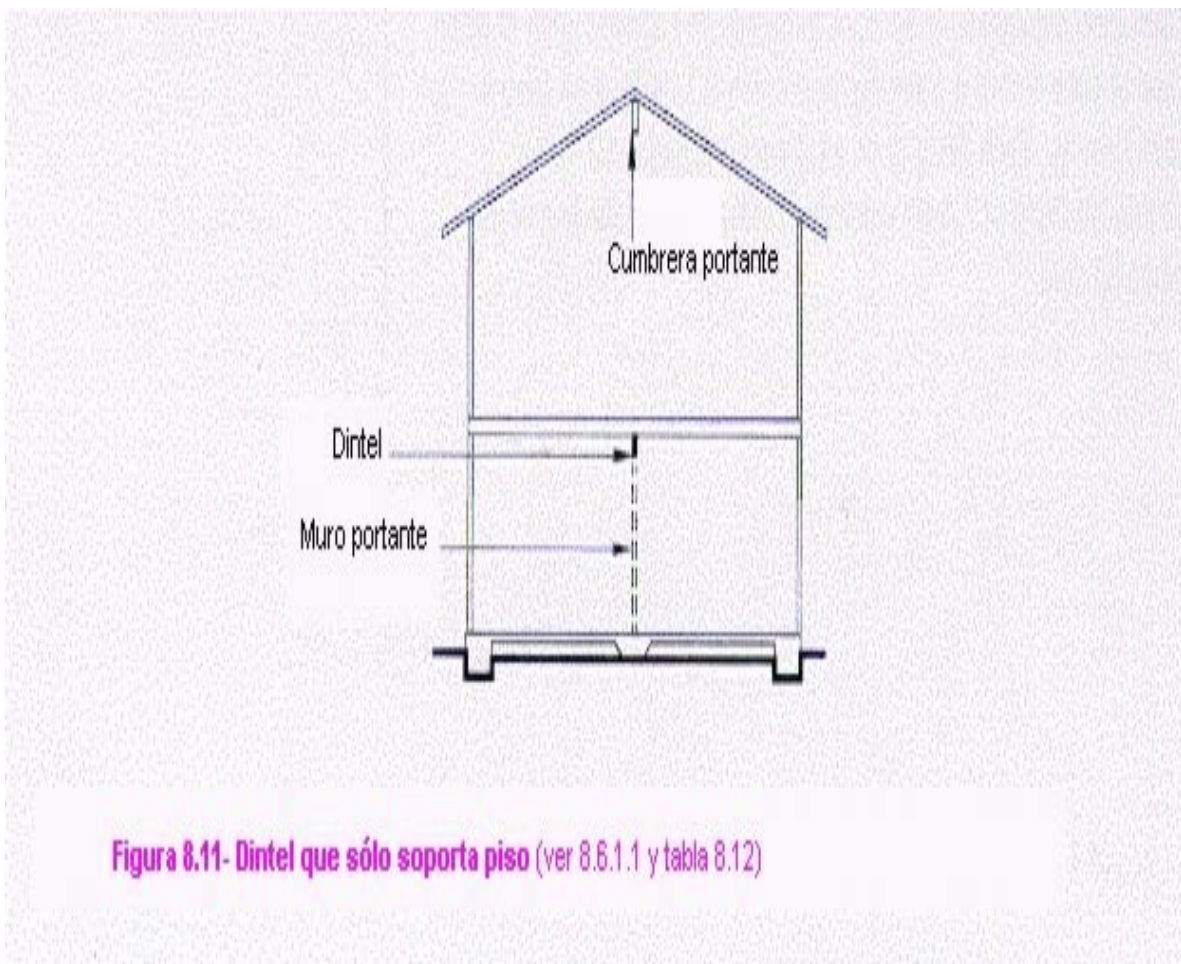 Cumbrera portante
Dintel
Muro portante
Figura 8.11- Dintel que sólo soporta piso (ver 8.6.1.1 y tabla 8.12)